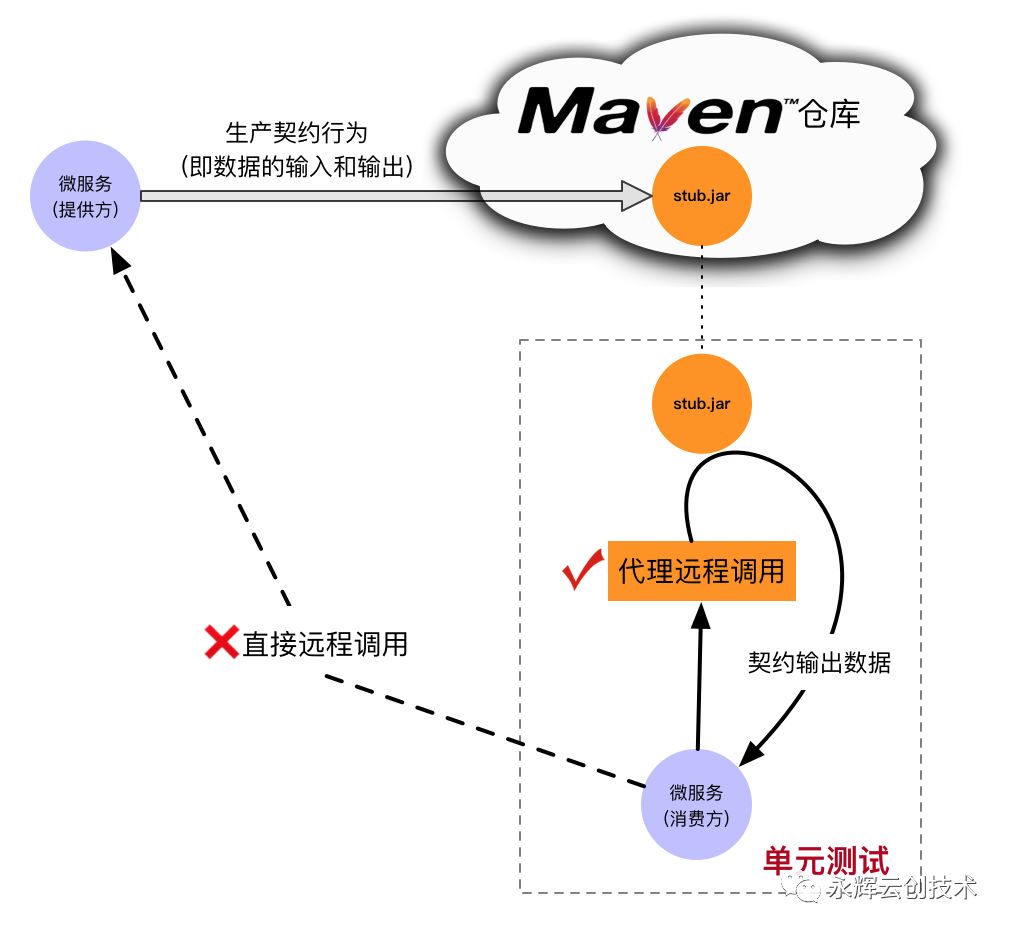 Maven™仓库
生产契约行为
(即数据的输入和输出)
微服务
(提供方)
stub.jar
stub.jar
代理远程调用
直接远程调用
契约输出数据
微服务
(消费方)
单元测试
永辉云创技术